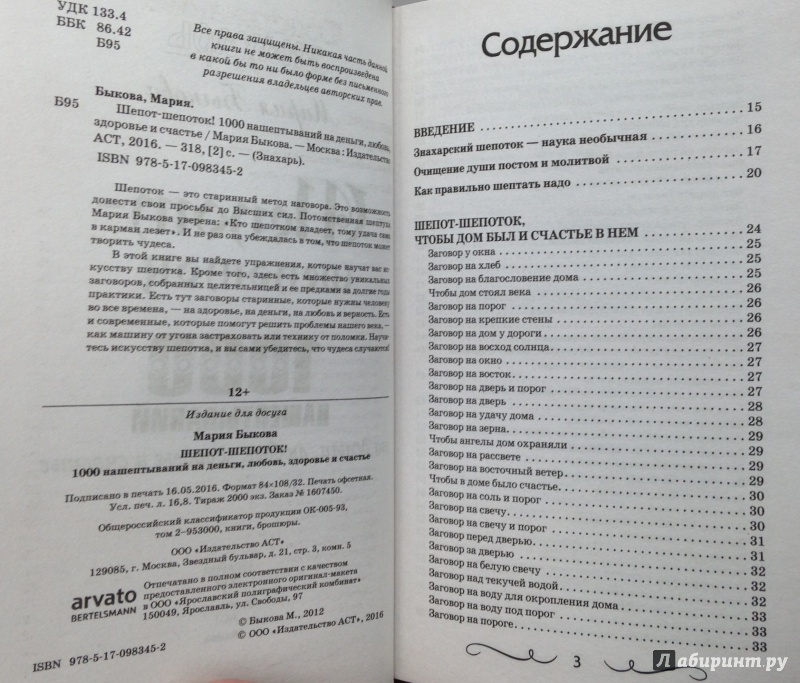 УДК 133.4
ББК 86.42
Б95
Все права защищены. Никакая часть данной
книги не может быть воспроизведена
в какой бы то ни было форме без письменного
разрешения владельцев авторских прав.
Быкова, Мария.
Б95 Шепот-шепоток! 1000 нашептываний на деньги, любовь,
здоровье и счастье / Мария Быкова. — Москва : Издательство
АСТ, 2016. — 318, [2] с. — (Знахарь).
ISBN 978-5-17-098345-2
Шепоток — это старинный метод наговора. Это возможность
донести свои просьбы до Высших сил. Потомственная шептуха
Мария Быкова уверена: «Кто шепотком владеет, тому удача сама
в карман лезет». И не раз она убеждалась в том, что шепоток может
творить чудеса.
В этой книге вы найдете упражнения, которые научат вас ис-
кусству шепотка. Кроме того, здесь есть множество уникальных
заговоров, собранных целительницей и ее предками за долгие годы
практики. Есть тут заговоры старинные, которые нужны человеку
во все времена, — на здоровье, на деньги, на любовь и верность. Есть
и современные, которые помогут решить проблемы нашего века, —
как машину от угона застраховать или технику от поломки. Научи-
тесь искусству шепотка, и вы сами убедитесь, что чудеса случаются!
12+
Издание для досуга
Мария Быкова
ШЕПОТ-ШЕПОТОК!
1000 нашептываний на деньги, любовь, здоровье и счастье
Подписано в печать 16.05.2016. Формат 84×108/32. Печать офсетная.
Усл. печ. л. 16,8. Тираж 2000 экз. Заказ № 1607450.
Общероссийский классификатор продукции ОК-005-93,
том 2–953000, книги, брошюры.
ООО «Издательство АСТ»
129085, г. Москва, Звездный бульвар, д. 21, стр. 3, комн. 5
arvato
BERTELSMANN
Отпечатано в полном соответствии с качеством
предоставленного электронного оригинал-макета
в ООО «Ярославский полиграфический комбинат»
150049, Ярославль, ул. Свободы, 97
© Быкова М., 2012
© ООО «Издательство АСТ», 2016
ISBN 978-5-17-098345-2
Содержание
ВВЕДЕНИЕ 15
Знахарский шепоток — наука необычная 16
Очищение души постом и молитвой 17
Как правильно шептать надо 20
ШЕПОТ-ШЕПОТОК,
ЧТОБЫ ДОМ БЫЛ И СЧАСТЬЕ В НЕМ 24
Заговор у окна 25
Заговор на хлеб 25
Заговор на благословение дома 25
Чтобы дом стоял века 26
Заговор на порог 26
Заговор на крепкие стены 26
Заговор на дом у дороги 26
Заговор на восход солнца 27
Заговор на окно 27
Заговор на восток 27
Заговор на дверь и порог 27
Заговор на дверь 28
Заговор на удачу дома 28
Заговор на зерна 29
Чтобы ангелы дом охраняли 29
Заговор на рассвете 29
Заговор на восточный ветер 29
Чтобы в доме было счастье 30
Заговор на соль и порог 30
Заговор на свечу 30
Заговор на свечу и порог 31
Заговор перед дверью 31
Заговор за дверью 32
Заговор на белую свечу 32
Заговор над текучей водой 32
Заговор на воду для окропления дома 33
Заговор на воду под порог 33
Заговор на пороге 33
3
Лабиринт.ру